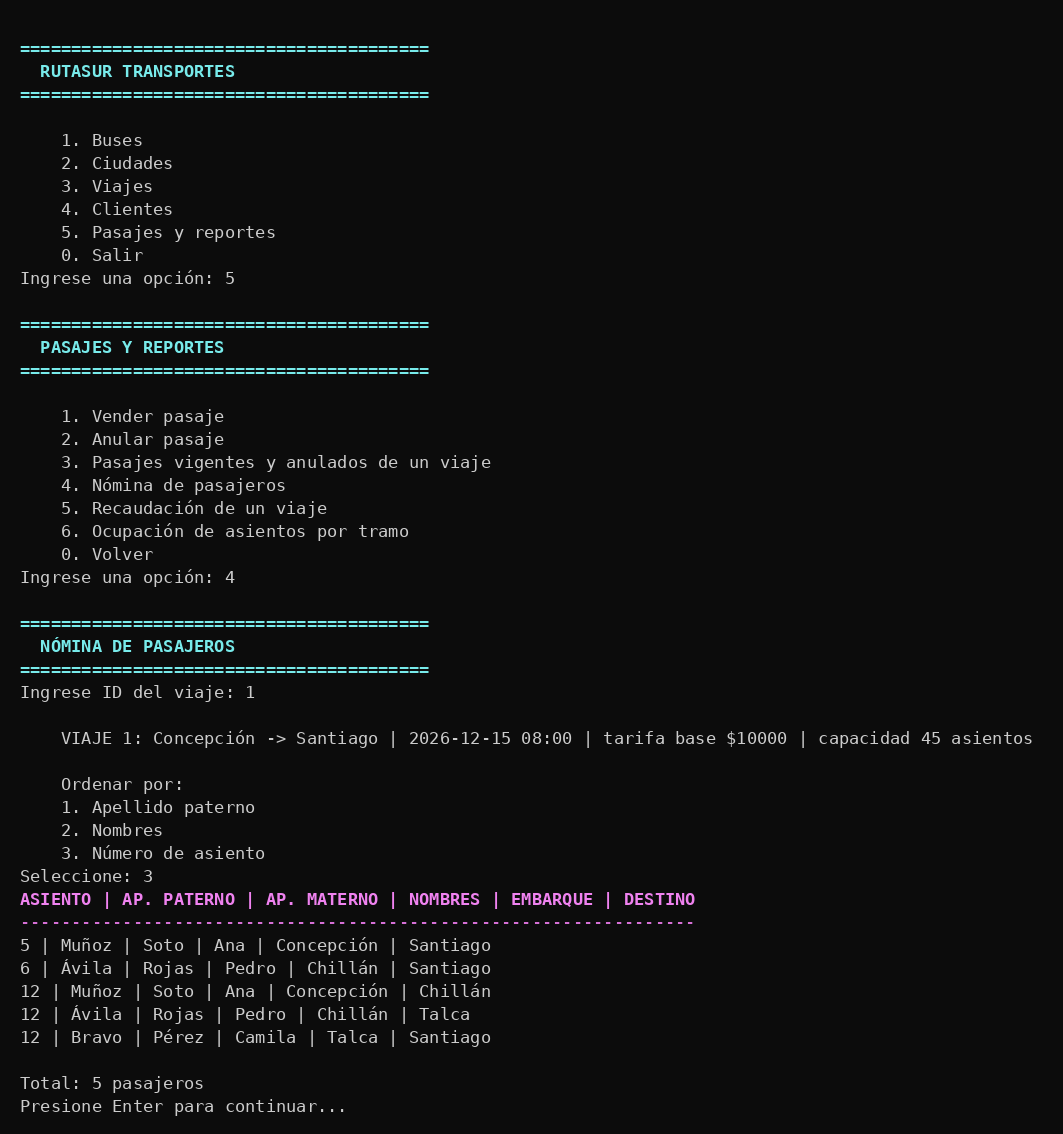 ========================================
  RUTASUR TRANSPORTES
========================================
    1. Buses
    2. Ciudades
    3. Viajes
    4. Clientes
    5. Pasajes y reportes
    0. Salir
Ingrese una opción: 5
========================================
  PASAJES Y REPORTES
========================================
    1. Vender pasaje
    2. Anular pasaje
    3. Pasajes vigentes y anulados de un viaje
    4. Nómina de pasajeros
    5. Recaudación de un viaje
    6. Ocupación de asientos por tramo
    0. Volver
Ingrese una opción: 4
========================================
  NÓMINA DE PASAJEROS
========================================
Ingrese ID del viaje: 1
    VIAJE 1: Concepción -> Santiago | 2026-12-15 08:00 | tarifa base $10000 | capacidad 45 asientos
    Ordenar por:
    1. Apellido paterno
    2. Nombres
    3. Número de asiento
Seleccione: 3
ASIENTO | AP. PATERNO | AP. MATERNO | NOMBRES | EMBARQUE | DESTINO
------------------------------------------------------------------
5 | Muñoz | Soto | Ana | Concepción | Santiago
6 | Ávila | Rojas | Pedro | Chillán | Santiago
12 | Muñoz | Soto | Ana | Concepción | Chillán
12 | Ávila | Rojas | Pedro | Chillán | Talca
12 | Bravo | Pérez | Camila | Talca | Santiago
Total: 5 pasajeros
Presione Enter para continuar...